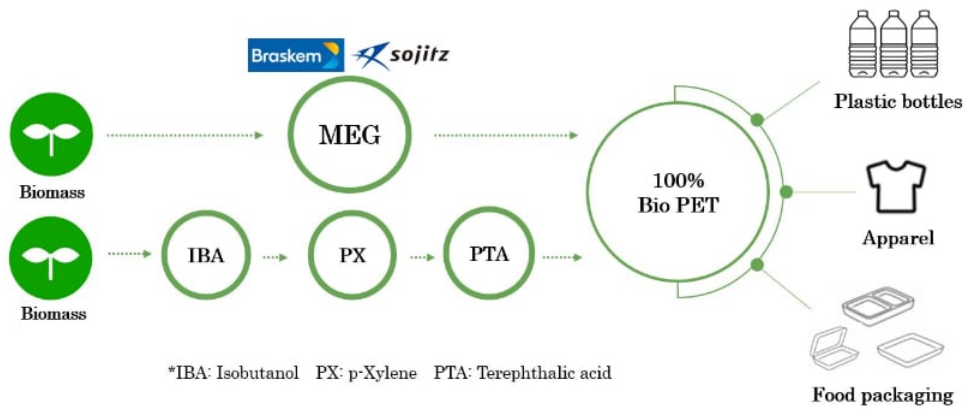 Braskem sojitz
Plastic bottles
MEG
Biomass
100%
Bio PET
Apparel
IBA
PX
PTA
Biomass
*IBA: Isobutanol PX: p-Xylene PTA: Terephthalic acid
Food packaging